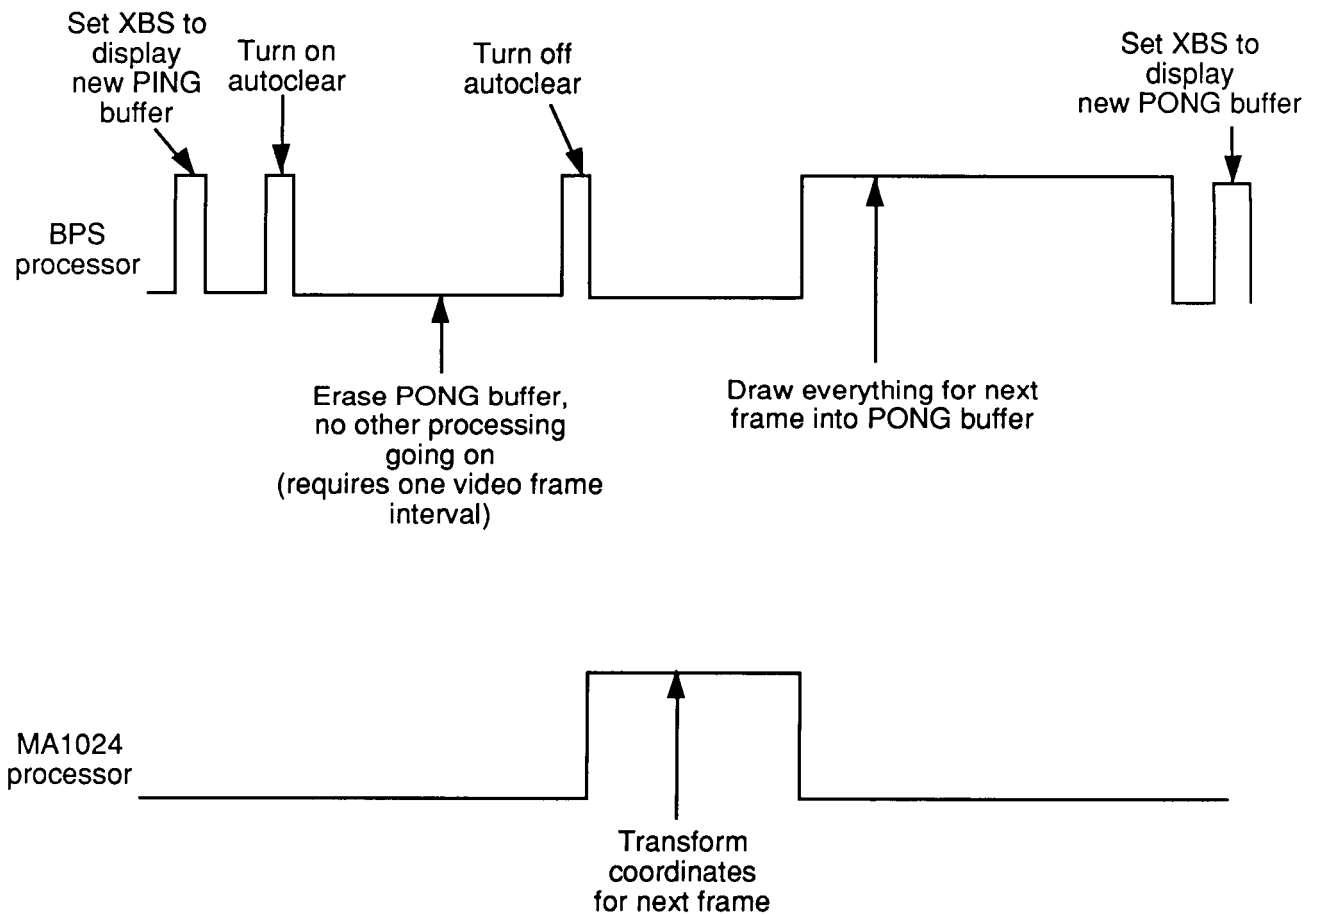 Set XBS to
display
new PING
buffer
Turn on
autoclear
Turn off
autoclear
Set XBS to
display
new PONG buffer
BPS
processor
Erase PONG buffer,
no other processing
going on
(requires one video frame
interval)
Draw everything for next
frame into PONG buffer
MA1024
processor
Transform
coordinates
for next frame